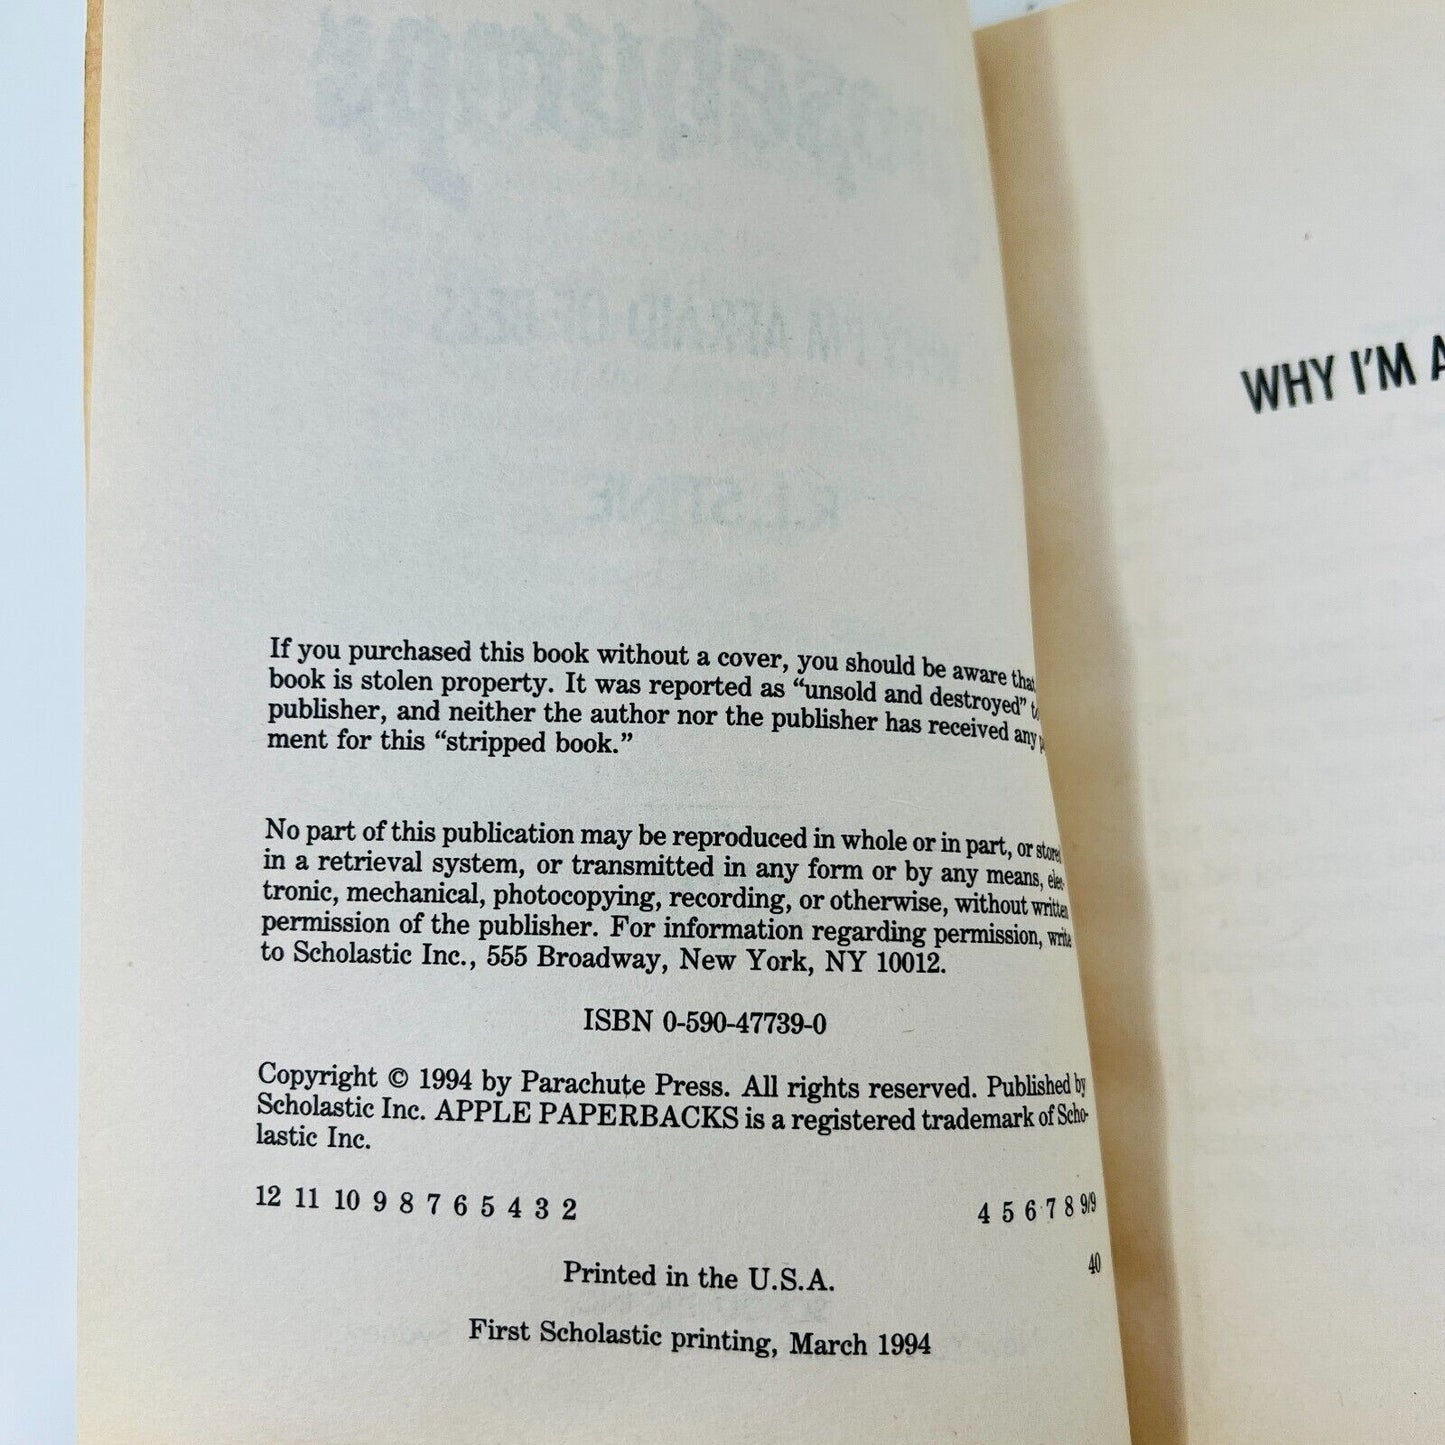 If you purchased this book without a cover, you should be aware that
book is stolen property. It was reported as “unsold and destroyed” to
publisher, and neither the author nor the publisher has received any
ment for this “stripped book.”
No part of this publication may be reproduced in whole or in part, or stored
in a retrieval system, or transmitted in any form or by any means, elec-
tronic, mechanical, photocopying, recording, or otherwise, without written
permission of the publisher. For information regarding permission, write
to Scholastic Inc., 555 Broadway, New York, NY 10012.
ISBN 0-590-47739-0
Copyright © 1994 by Parachute Press. All rights reserved. Published by
Scholastic Inc. APPLE PAPERBACKS is a registered trademark of Scho-
lastic Inc.
12 11 10 9 8 7 6 5 4 3 2 4 5 6 7 8 9/9
Printed in the U.S.A. 40
First Scholastic printing, March 1994
WHY I'M A